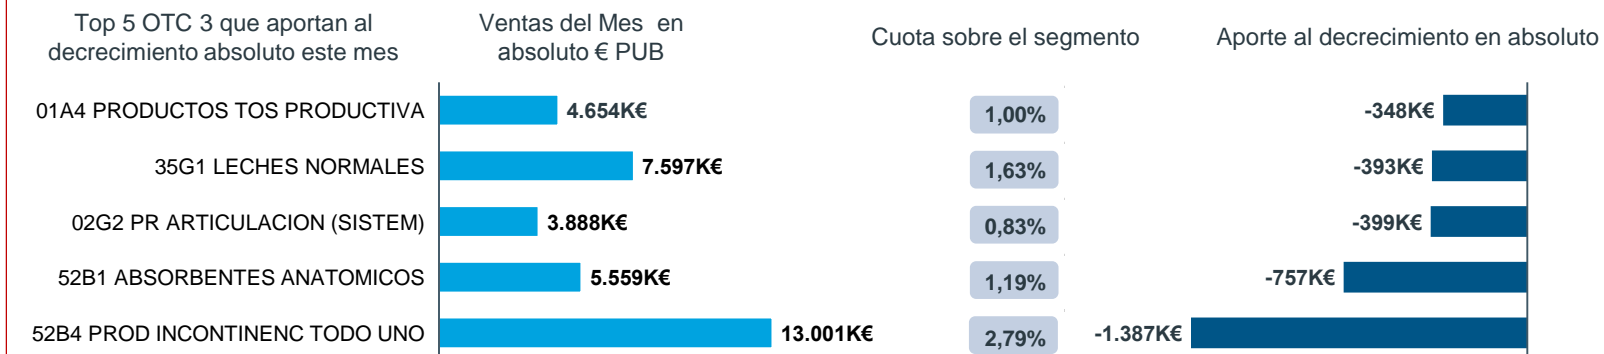 Top 5 OTC 3 que aportan al
decrecimiento absoluto este mes
Ventas del Mes en
absoluto € PUB
Cuota sobre el segmento
Aporte al decrecimiento en absoluto
01A4 PRODUCTOS TOS PRODUCTIVA 4.654K€ 1,00% -348K€
35G1 LECHES NORMALES 7.597K€ 1,63% -393K€
02G2 PR ARTICULACION (SISTEM) 3.888K€ 0,83% -399K€
52B1 ABSORBENTES ANATOMICOS 5.559K€ 1,19% -757K€
52B4 PROD INCONTINENC TODO UNO 13.001K€ 2,79% -1.387K€